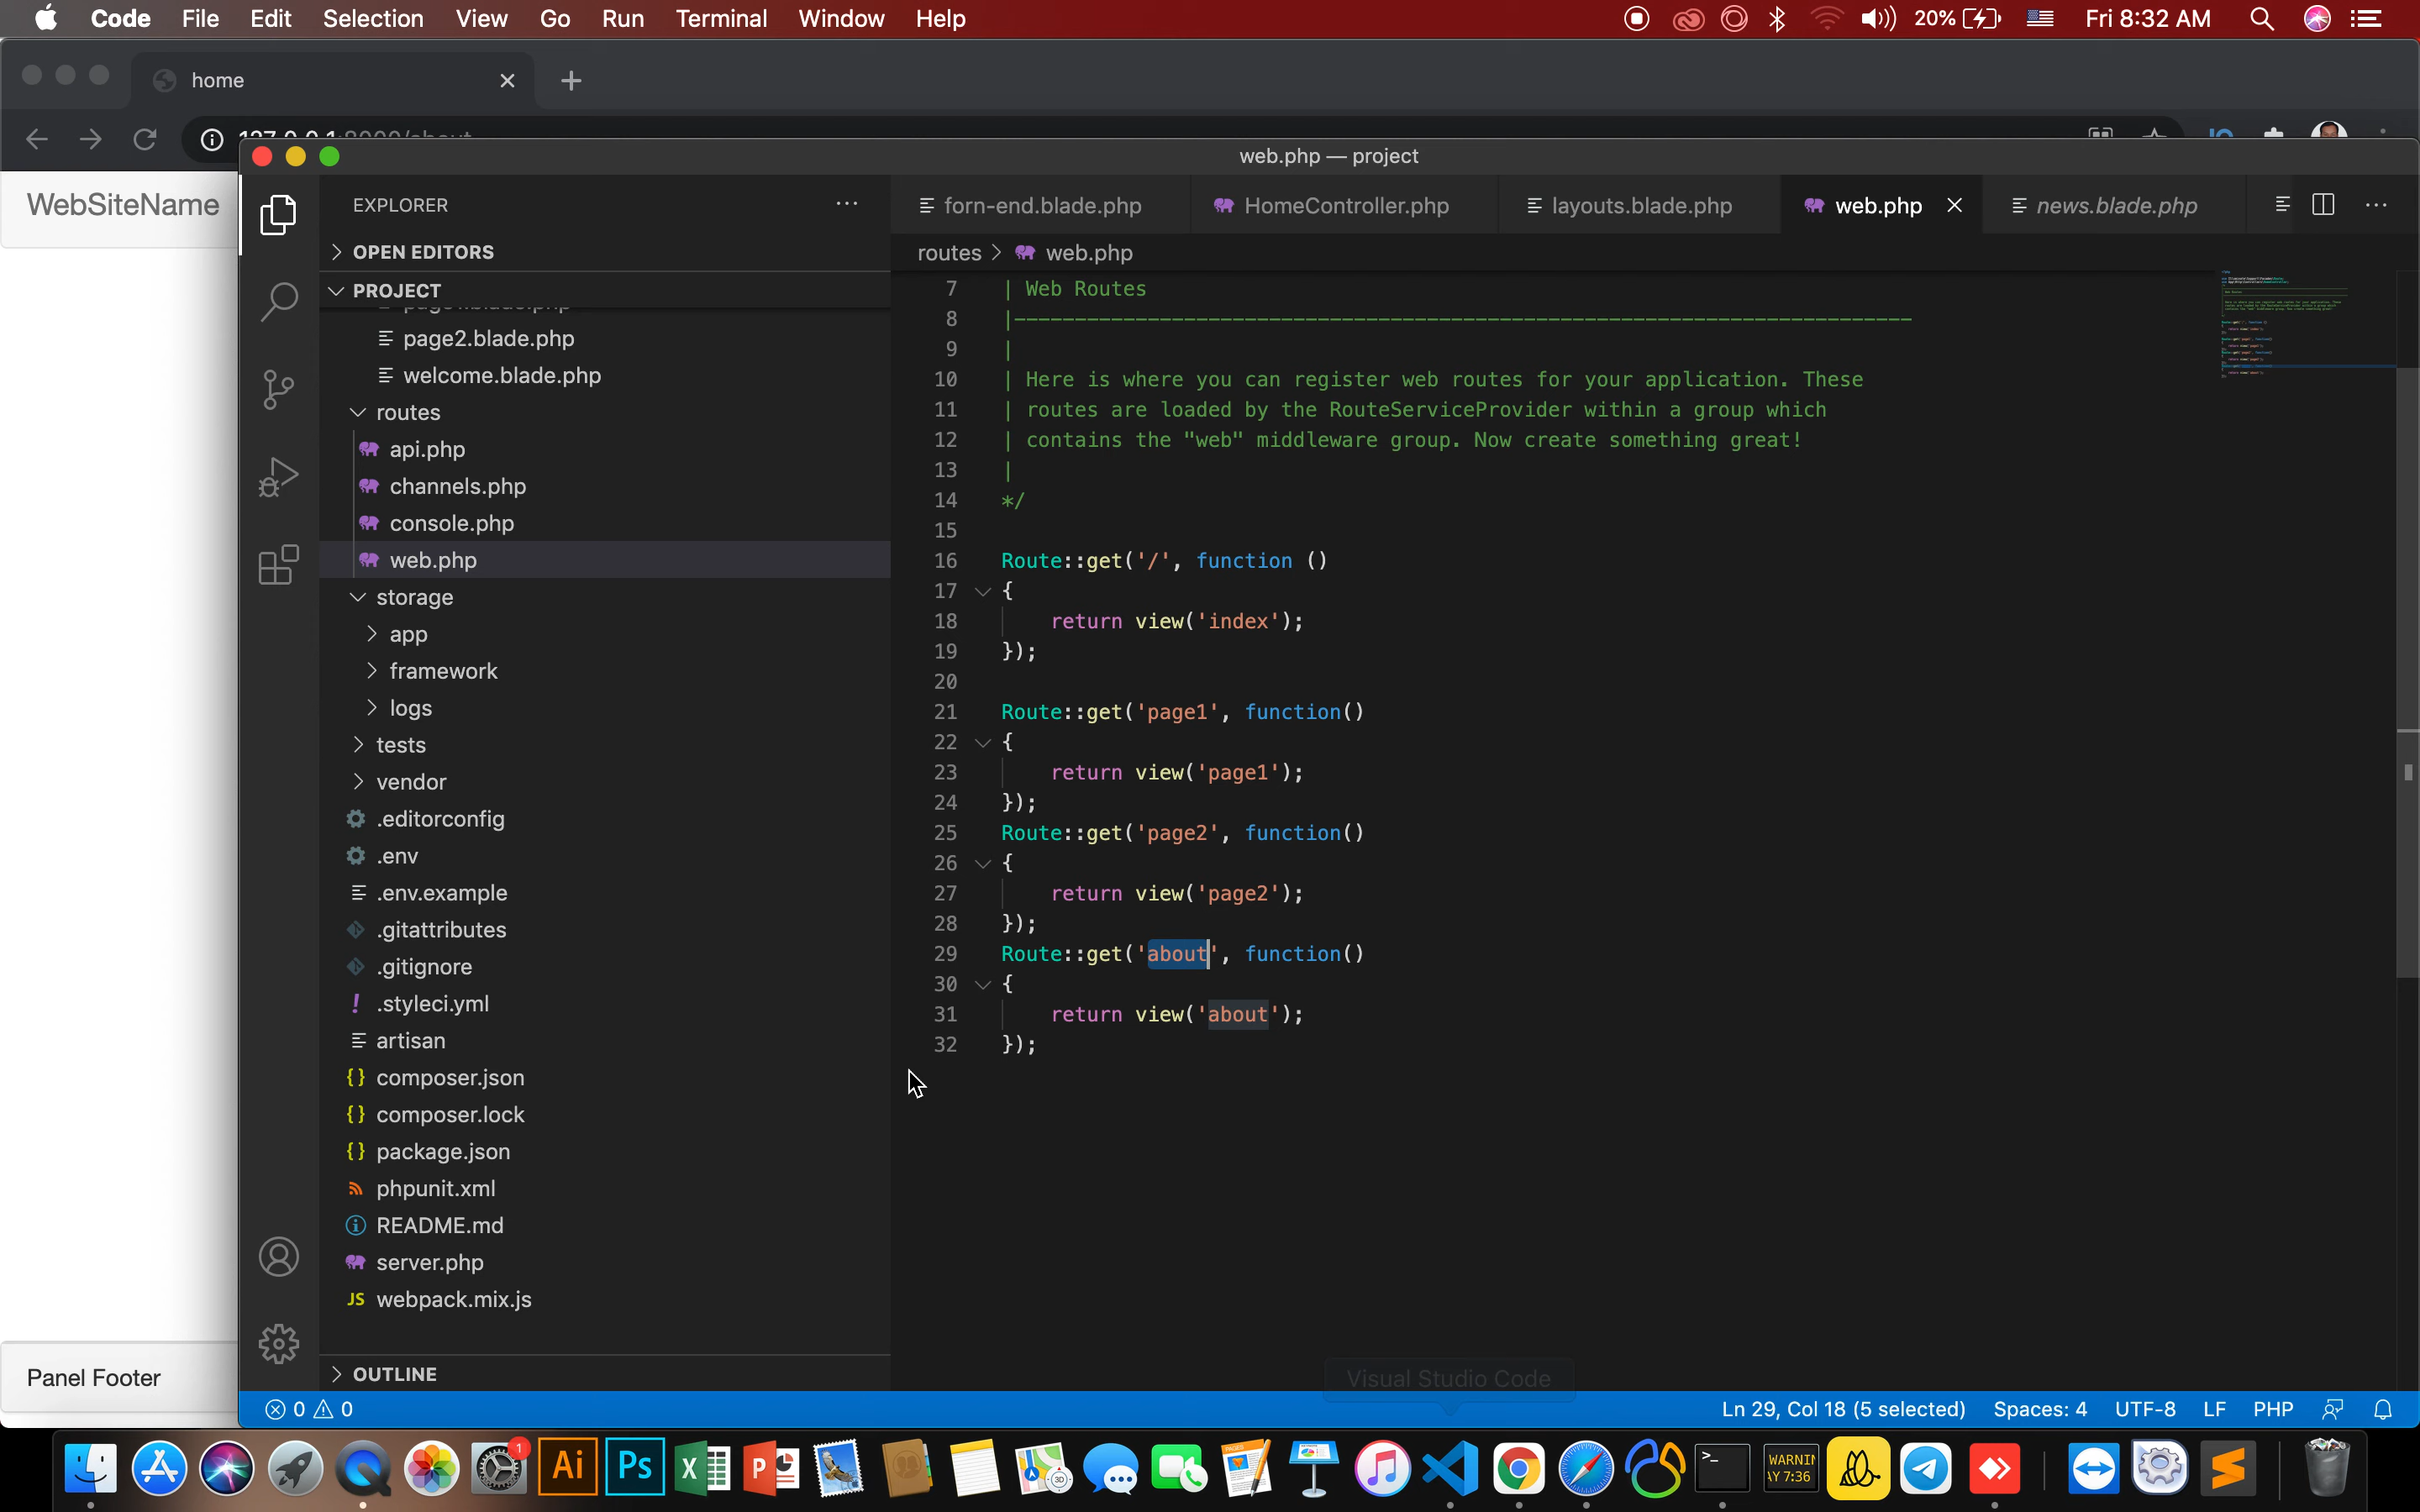 Code File Edit Selection View Go Run Terminal Window Help
20% Fri 8:32 AM
home
WebSiteName
web.php — project
EXPLORER
forn-end.blade.php HomeController.php layouts.blade.php web.php news.blade.php
OPEN EDITORS
routes > web.php
PROJECT
page2.blade.php
welcome.blade.php
routes
api.php
channels.php
console.php
web.php
storage
app
framework
logs
tests
vendor
.editorconfig
.env
.env.example
.gitattributes
.gitignore
.styleci.yml
artisan
composer.json
composer.lock
package.json
phpunit.xml
README.md
server.php
JS webpack.mix.js
OUTLINE
7 | Web Routes
8 |--------------------------------------------------------------------------
9 |
10 | Here is where you can register web routes for your application. These
11 | routes are loaded by the RouteServiceProvider within a group which
12 | contains the "web" middleware group. Now create something great!
13 |
14 */
15
16 Route::get('/', function ()
17 {
18 return view('index');
19 });
20
21 Route::get('page1', function()
22 {
23 return view('page1');
24 });
25 Route::get('page2', function()
26 {
27 return view('page2');
28 });
29 Route::get('about', function()
30 {
31 return view('about');
32 });
Visual Studio Code
Panel Footer
0 0 Ln 29, Col 18 (5 selected) Spaces: 4 UTF-8 LF PHP
1
Ai Ps
WARNIN
AY 7:36